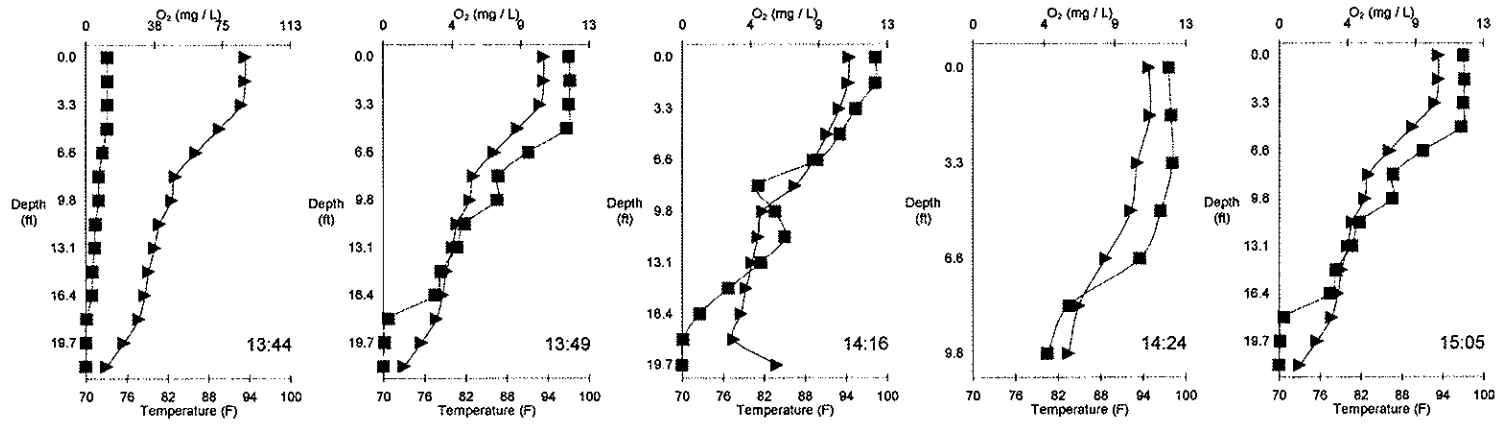 O₂ (mg / L)
0 38 75 113
0.0
3.3
6.6
Depth (ft)
9.8
13.1
16.4
19.7
13:44
70 76 82 88 94 100
Temperature (F)
O₂ (mg / L)
0 4 9 13
0.0
3.3
6.6
Depth (ft)
9.8
13.1
16.4
19.7
13:49
70 76 82 88 94 100
Temperature (F)
O₂ (mg / L)
0 4 9 13
0.0
3.3
6.6
Depth (ft)
9.8
13.1
16.4
19.7
14:16
70 76 82 88 94 100
Temperature (F)
O₂ (mg / L)
0 4 9 13
0.0
3.3
Depth (ft)
6.6
9.8
14:24
70 76 82 88 94 100
Temperature (F)
O₂ (mg / L)
0 4 9 13
0.0
3.3
6.6
Depth (ft)
9.8
13.1
16.4
19.7
15:05
70 76 82 88 94 100
Temperature (F)